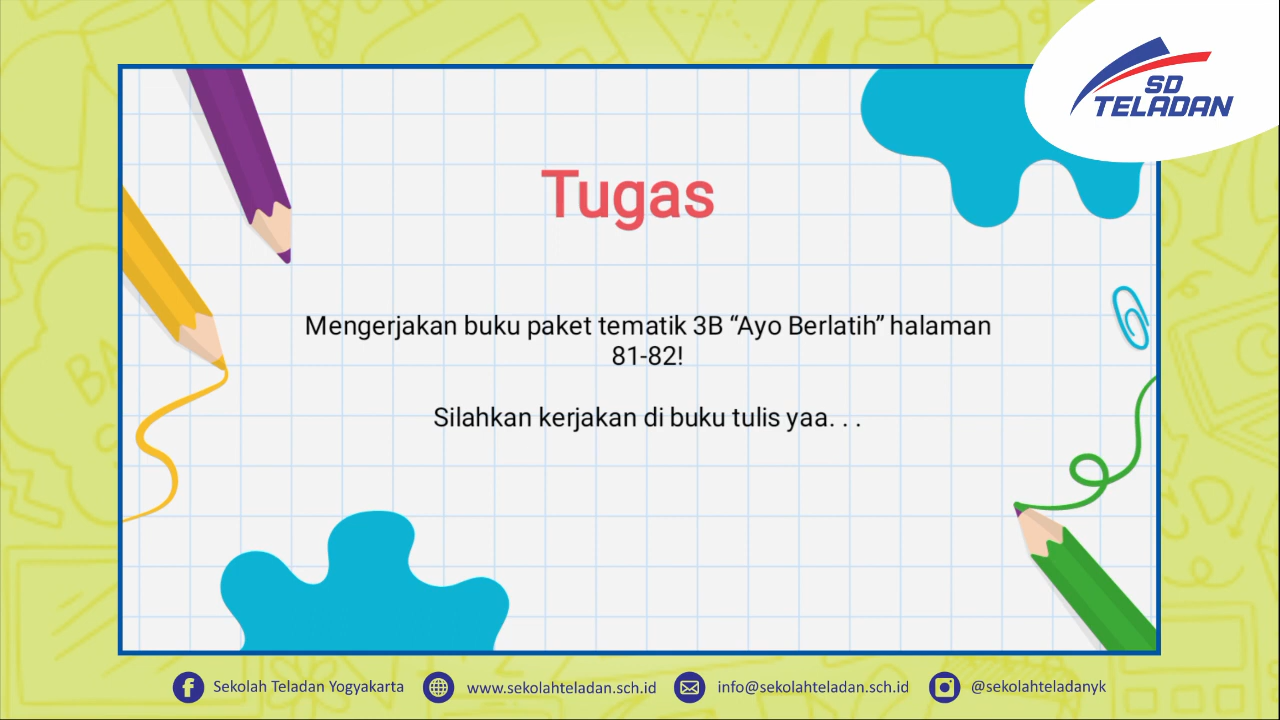 SD
TELADAN
Tugas
Mengerjakan buku paket tematik 3B “Ayo Berlatih” halaman
81-82!
Silahkan kerjakan di buku tulis yaa. . .
Sekolah Teladan Yogyakarta
www.sekolahteladan.sch.id
info@sekolahteladan.sch.id
@sekolahteladanyk